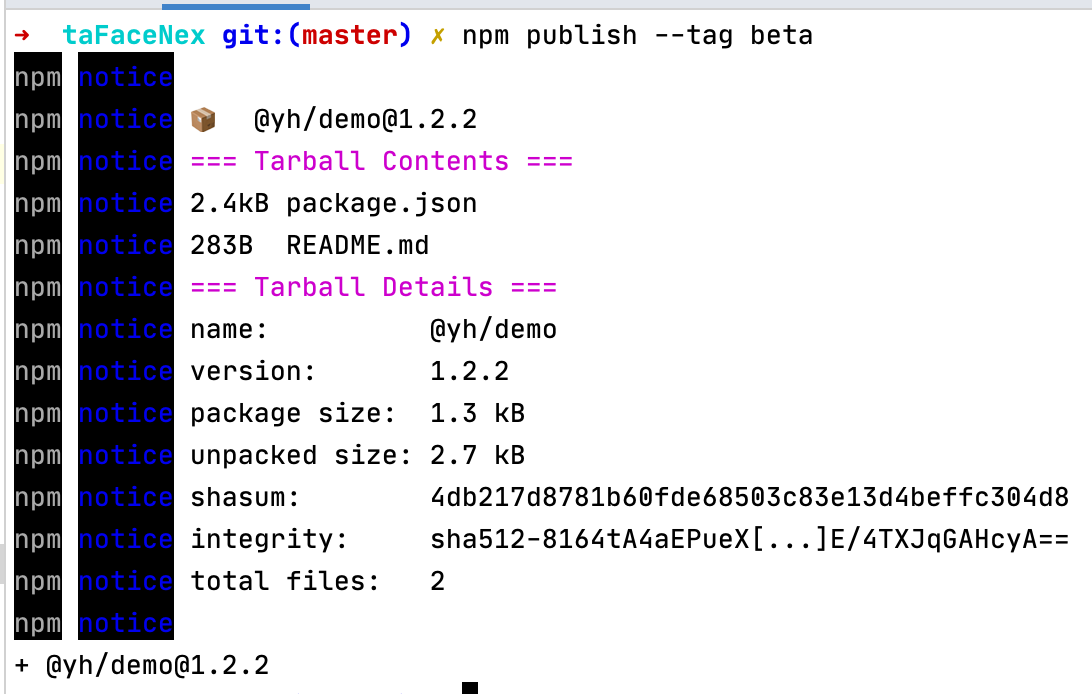 → taFaceNex git:(master) ✗ npm publish --tag beta
npm notice
npm notice 📦 @yh/demo@1.2.2
npm notice === Tarball Contents ===
npm notice 2.4kB package.json
npm notice 283B README.md
npm notice === Tarball Details ===
npm notice name: @yh/demo
npm notice version: 1.2.2
npm notice package size: 1.3 kB
npm notice unpacked size: 2.7 kB
npm notice shasum: 4db217d8781b60fde68503c83e13d4beffc304d8
npm notice integrity: sha512-8164tA4aEPueX[...]E/4TXJqGAHcyA==
npm notice total files: 2
npm notice
+ @yh/demo@1.2.2